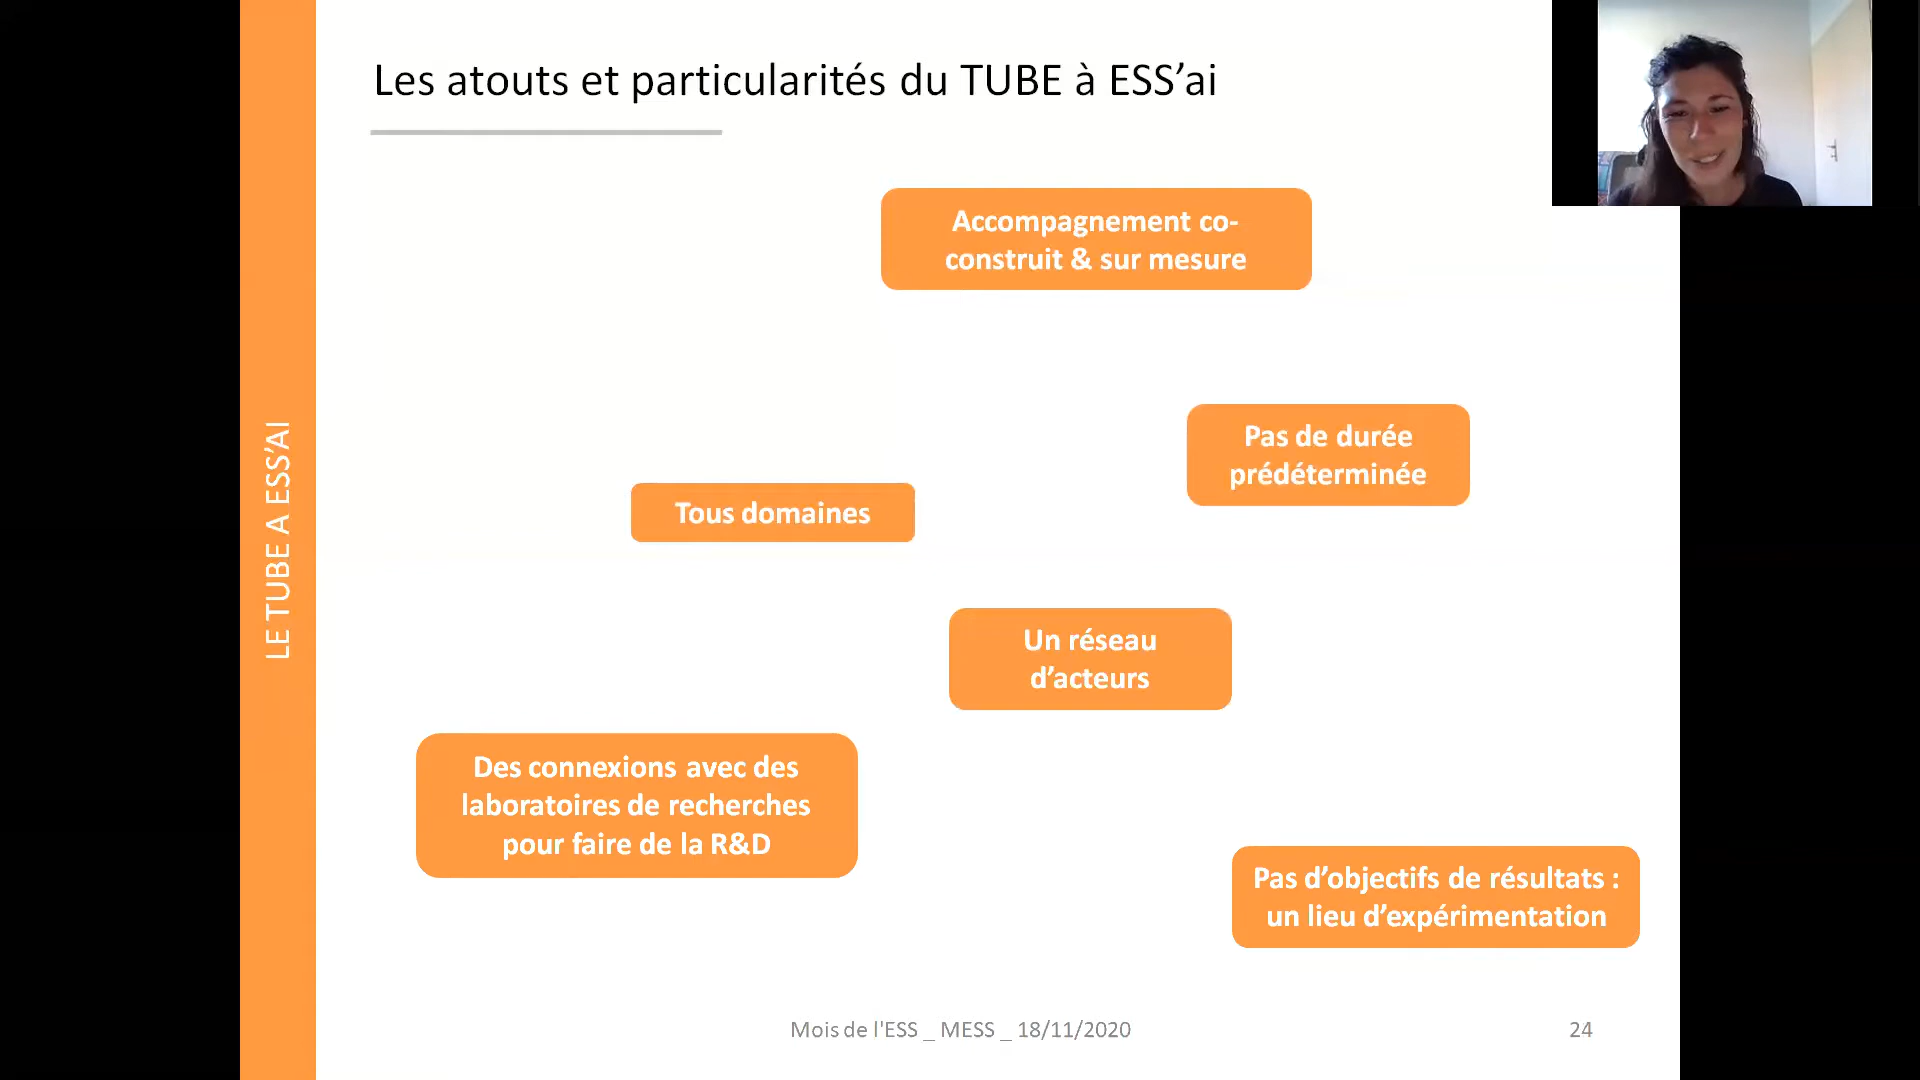 Les atouts et particularités du TUBE à ESS’ai
LE TUBE A ESS’AI
Accompagnement co-
construit & sur mesure
Pas de durée
prédéterminée
Tous domaines
Un réseau
d’acteurs
Des connexions avec des
laboratoires de recherches
pour faire de la R&D
Pas d’objectifs de résultats :
un lieu d’expérimentation
Mois de l'ESS _ MESS _ 18/11/2020
24